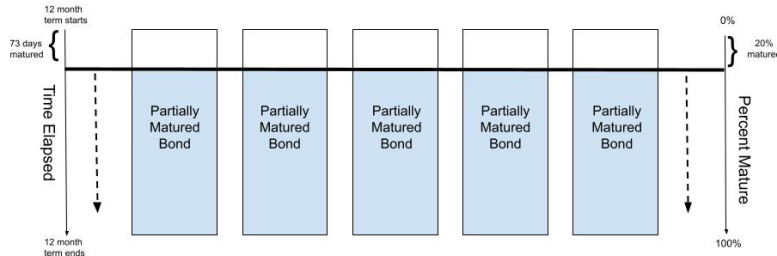 12 month
term starts
0%
73 days
matured
{
}
20%
matured
Time Elapsed
Partially
Matured
Bond
Partially
Matured
Bond
Partially
Matured
Bond
Partially
Matured
Bond
Partially
Matured
Bond
Percent Mature
12 month
term ends
100%